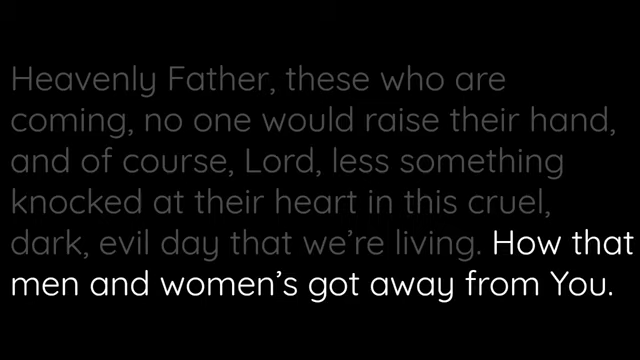 Heavenly Father, these who are
coming, no one would raise their hand,
and of course, Lord, less something
knocked at their heart in this cruel,
dark, evil day that we're living. How that
men and women's got away from You.